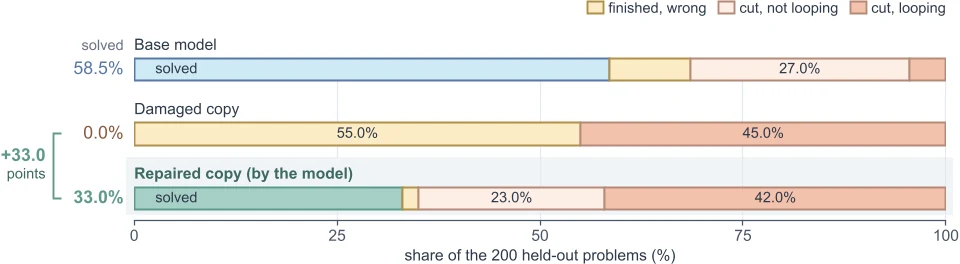 finished, wrong cut, not looping cut, looping
solved Base model
58.5% solved 27.0%
Damaged copy
0.0% 55.0% 45.0%
+33.0
points
Repaired copy (by the model)
33.0% solved 23.0% 42.0%
0 25 50 75 100
share of the 200 held-out problems (%)